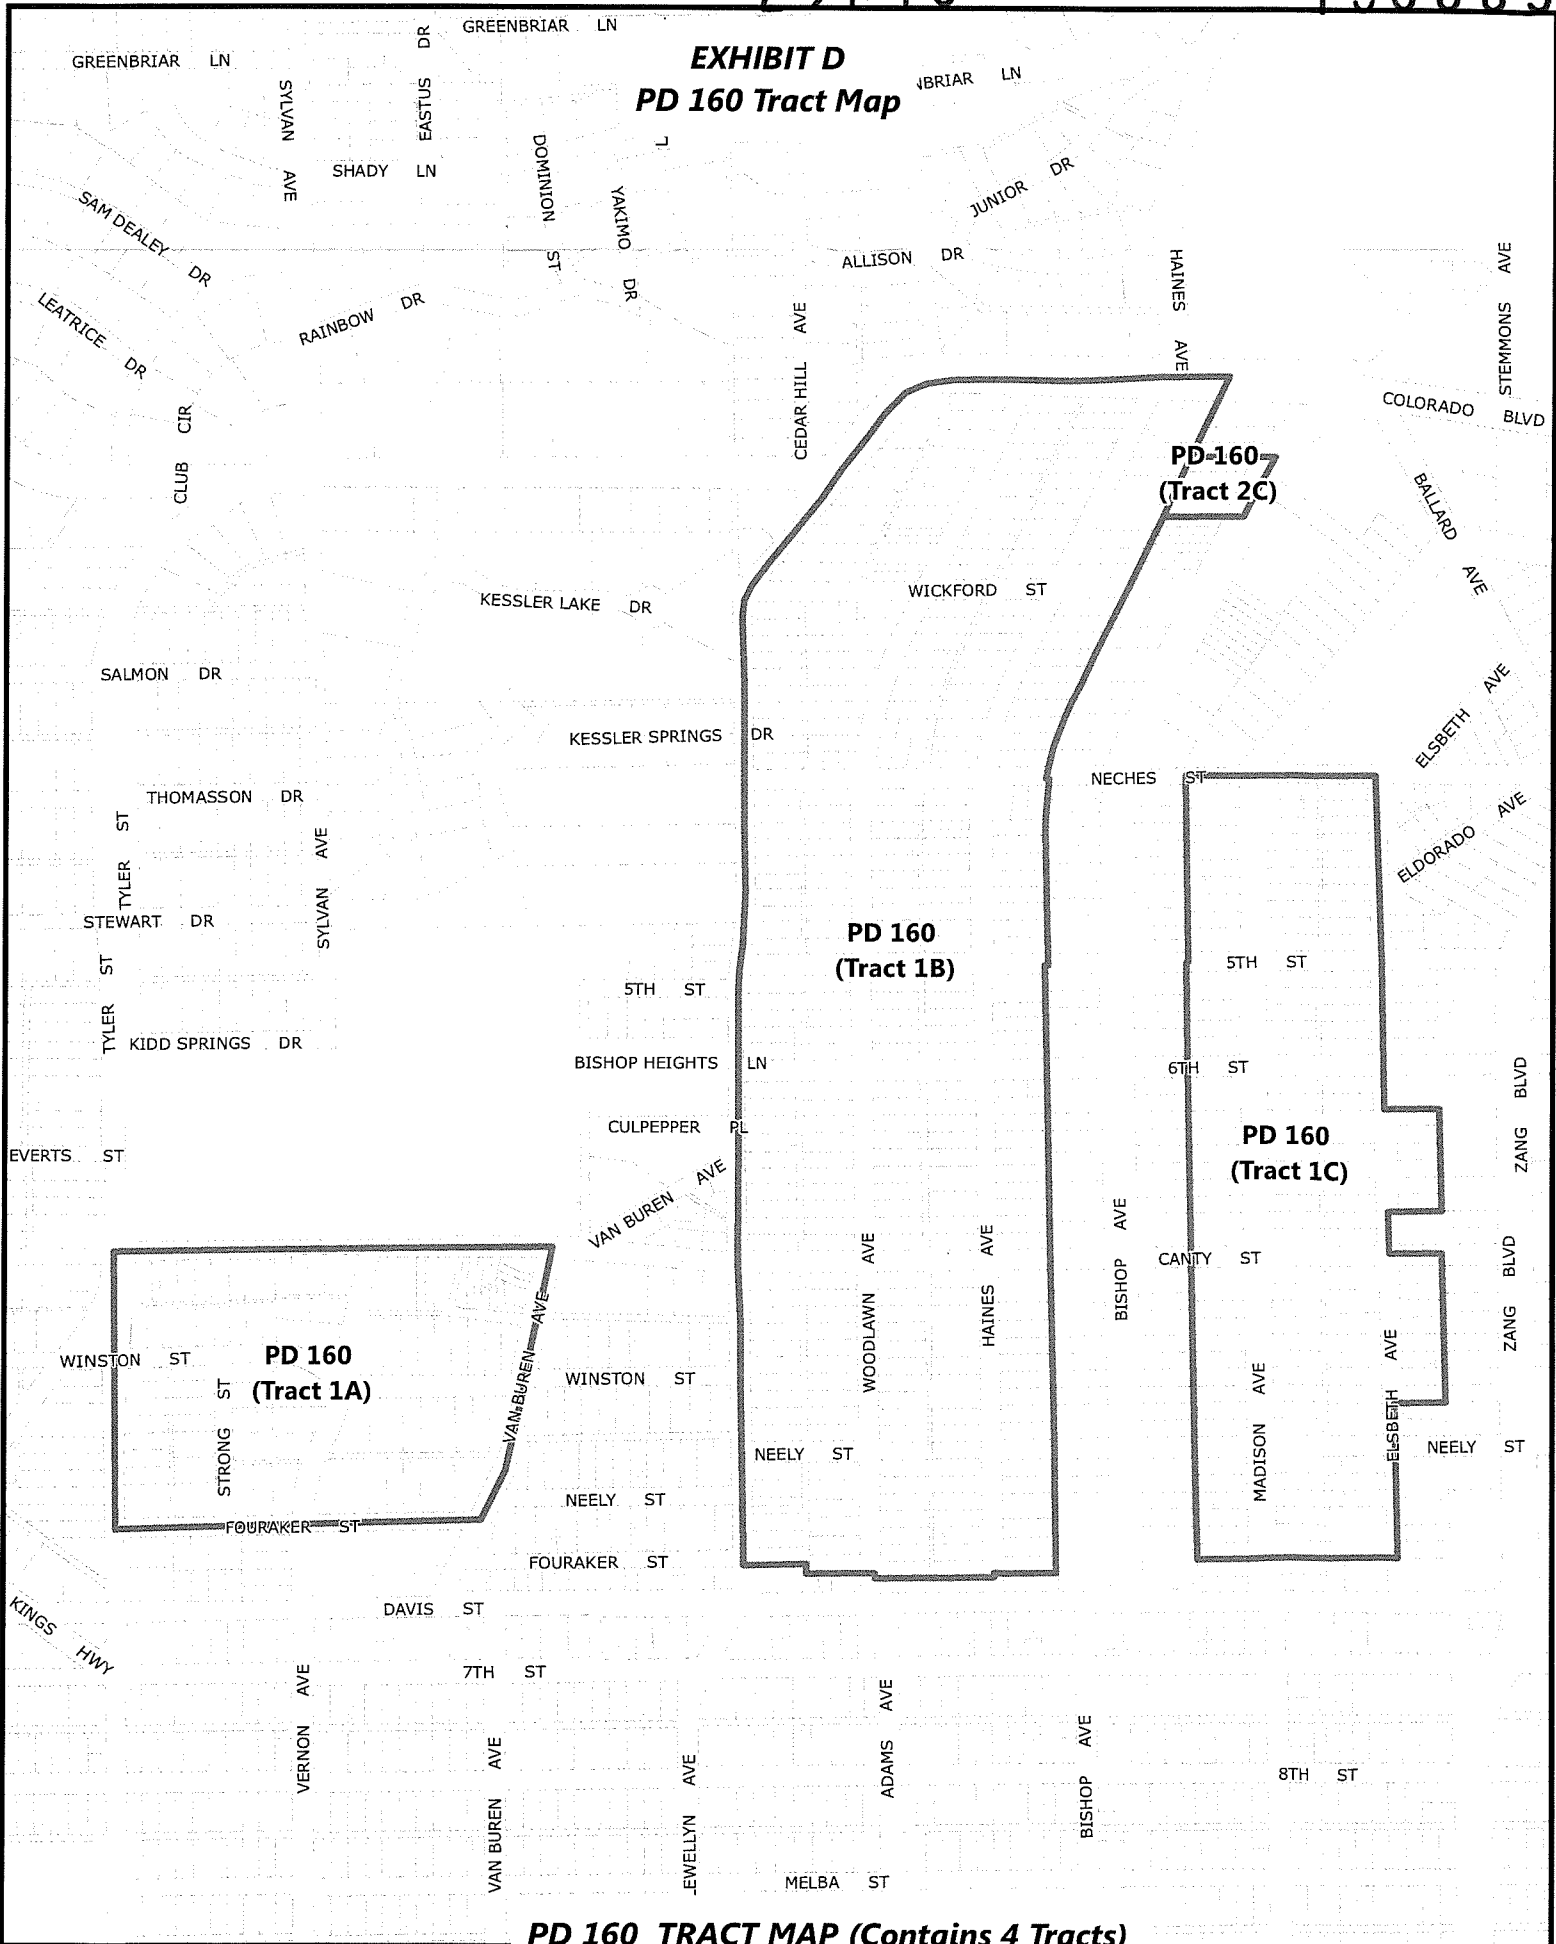 EXHIBIT D
PD 160 Tract Map
GREENBRIAR LN
GREENBRIAR LN
NBRIAR LN
SYLVAN AVE
EASTUS DR
SHADY LN
DOMINION ST
YAKIMO DR
L
JUNIOR DR
SAM DEALEY DR
ALLISON DR
HAINES AVE
STEMMONS AVE
LEATRICE DR
RAINBOW DR
CEDAR HILL AVE
COLORADO BLVD
CLUB CIR
PD 160
(Tract 2C)
BALLARD AVE
KESSLER LAKE DR
WICKFORD ST
SALMON DR
ELSBETH AVE
KESSLER SPRINGS DR
NECHES ST
THOMASSON DR
TYLER ST
SYLVAN AVE
ELDORADO AVE
STEWART DR
PD 160
(Tract 1B)
TYLER ST
5TH ST
5TH ST
KIDD SPRINGS DR
BISHOP HEIGHTS LN
6TH ST
ZANG BLVD
CULPEPPER PL
PD 160
(Tract 1C)
EVERTS ST
VAN BUREN AVE
WOODLAWN AVE
HAINES AVE
BISHOP AVE
CANTY ST
ZANG BLVD
VAN BUREN AVE
WINSTON ST
PD 160
(Tract 1A)
STRONG ST
WINSTON ST
MADISON AVE
ELSBETH AVE
NEELY ST
NEELY ST
NEELY ST
FOURAKER ST
FOURAKER ST
KINGS HWY
DAVIS ST
7TH ST
VERNON AVE
VAN BUREN AVE
LEWELLYN AVE
ADAMS AVE
BISHOP AVE
8TH ST
MELBA ST
PD 160 TRACT MAP (Contains 4 Tracts)